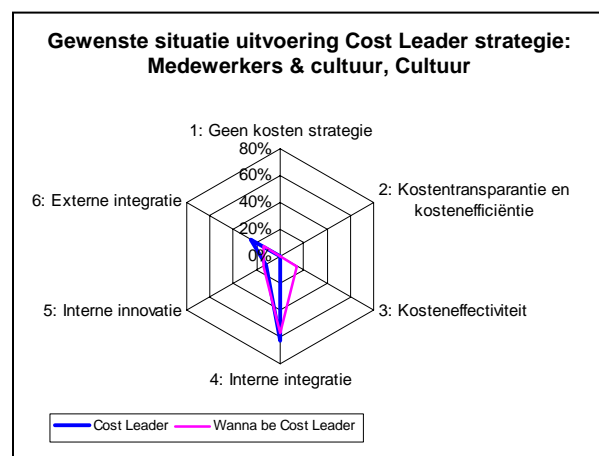 Gewenste situatie uitvoering Cost Leader strategie:
Medewerkers & cultuur, Cultuur
1: Geen kosten strategie
80%
60%
40%
20%
0%
2: Kostentransparantie en
kostenefficiëntie
3: Kosteneffectiviteit
4: Interne integratie
5: Interne innovatie
6: Externe integratie
Cost Leader
Wanna be Cost Leader